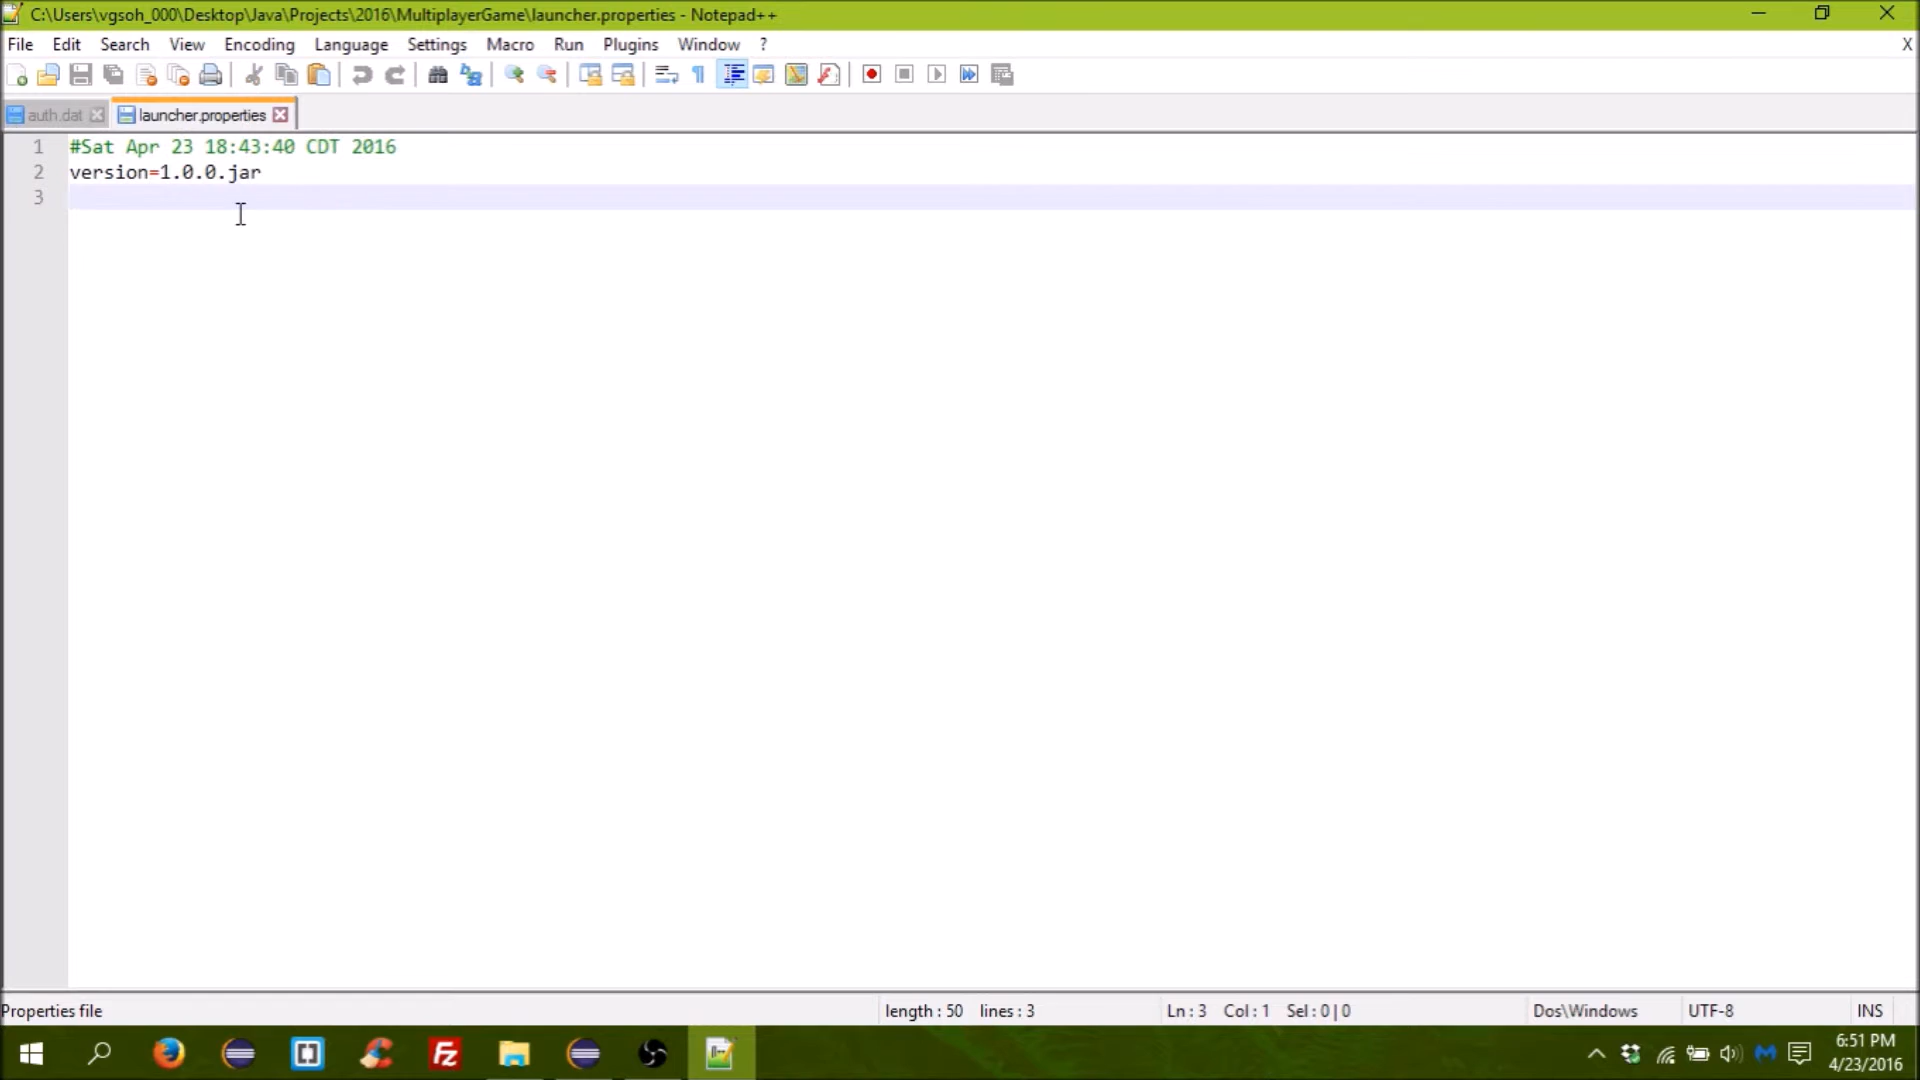 C:\Users\vgsoh_000\Desktop\Java\Projects\2016\MultiplayerGame\launcher.properties - Notepad++
File Edit Search View Encoding Language Settings Macro Run Plugins Window ? X
auth.dat launcher.properties
1 #Sat Apr 23 18:43:40 CDT 2016
2 version=1.0.0.jar
3
Properties file length : 50 lines : 3 Ln : 3 Col : 1 Sel : 0 | 0 Dos\Windows UTF-8 INS
6:51 PM
4/23/2016